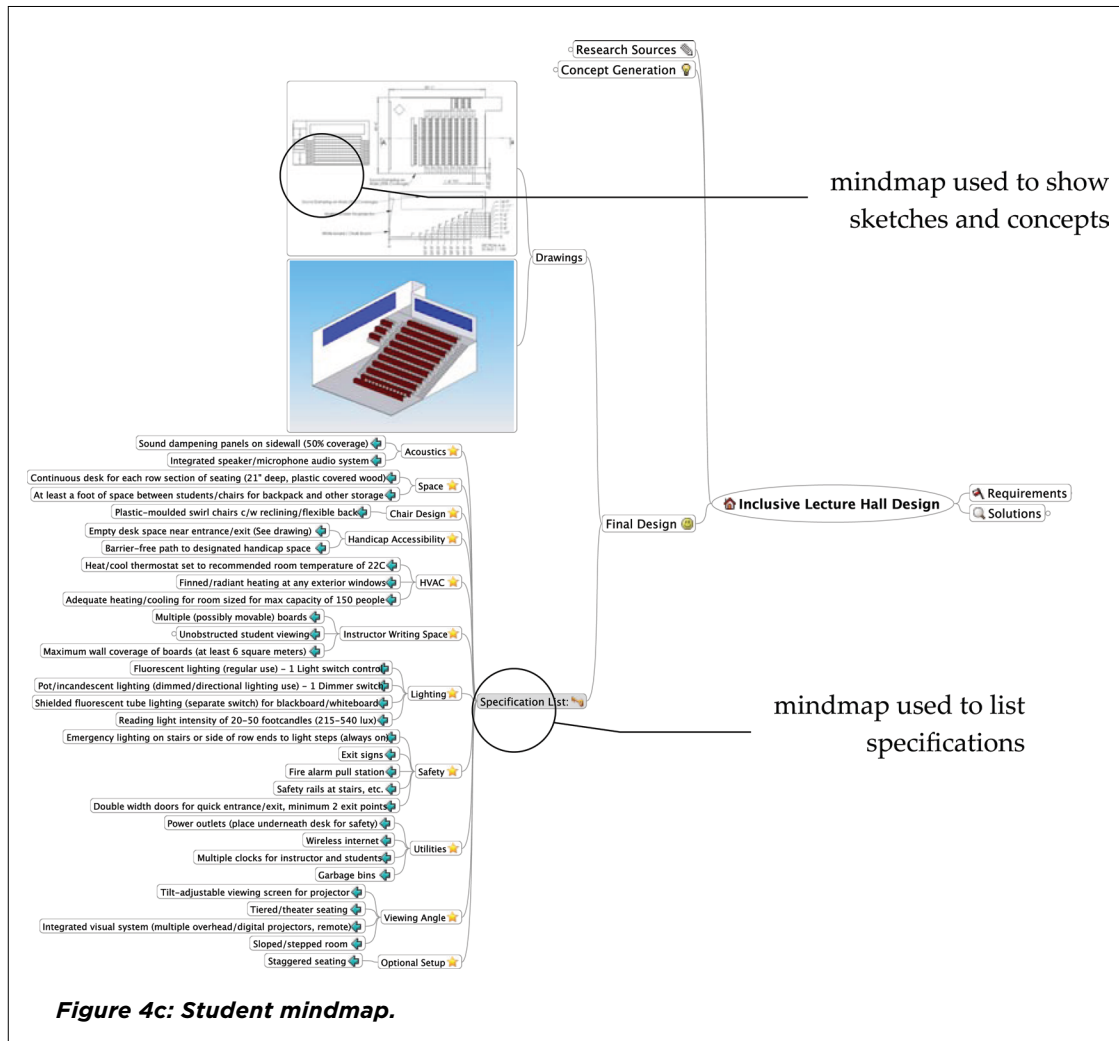 Research Sources
Concept Generation
mindmap used to show
sketches and concepts
Drawings
Sound dampening panels on sidewall (50% coverage)
Integrated speaker/microphone audio system
Acoustics
Continuous desk for each row section of seating (21" deep, plastic covered wood)
At least a foot of space between students/chairs for backpack and other storage
Space
Plastic-moulded swirl chairs c/w reclining/flexible back
Chair Design
Empty desk space near entrance/exit (See drawing)
Barrier-free path to designated handicap space
Handicap Accessibility
Heat/cool thermostat set to recommended room temperature of 22C
Finned/radiant heating at any exterior windows
Adequate heating/cooling for room sized for max capacity of 150 people
HVAC
Multiple (possibly movable) boards
Unobstructed student viewing
Maximum wall coverage of boards (at least 6 square meters)
Instructor Writing Space
Fluorescent lighting (regular use) - 1 Light switch control
Pot/incandescent lighting (dimmed/directional lighting use) - 1 Dimmer switch
Shielded fluorescent tube lighting (separate switch) for blackboard/whiteboard
Reading light intensity of 20-50 footcandles (215-540 lux)
Lighting
Emergency lighting on stairs or side of row ends to light steps (always on)
Exit signs
Fire alarm pull station
Safety rails at stairs, etc.
Double width doors for quick entrance/exit, minimum 2 exit points
Safety
Power outlets (place underneath desk for safety)
Wireless internet
Multiple clocks for instructor and students
Garbage bins
Utilities
Tilt-adjustable viewing screen for projector
Tiered/theater seating
Integrated visual system (multiple overhead/digital projectors, remote)
Sloped/stepped room
Viewing Angle
Staggered seating
Optional Setup
Specification List:
Final Design
Inclusive Lecture Hall Design
Requirements
Solutions
mindmap used to list
specifications
Figure 4c: Student mindmap.